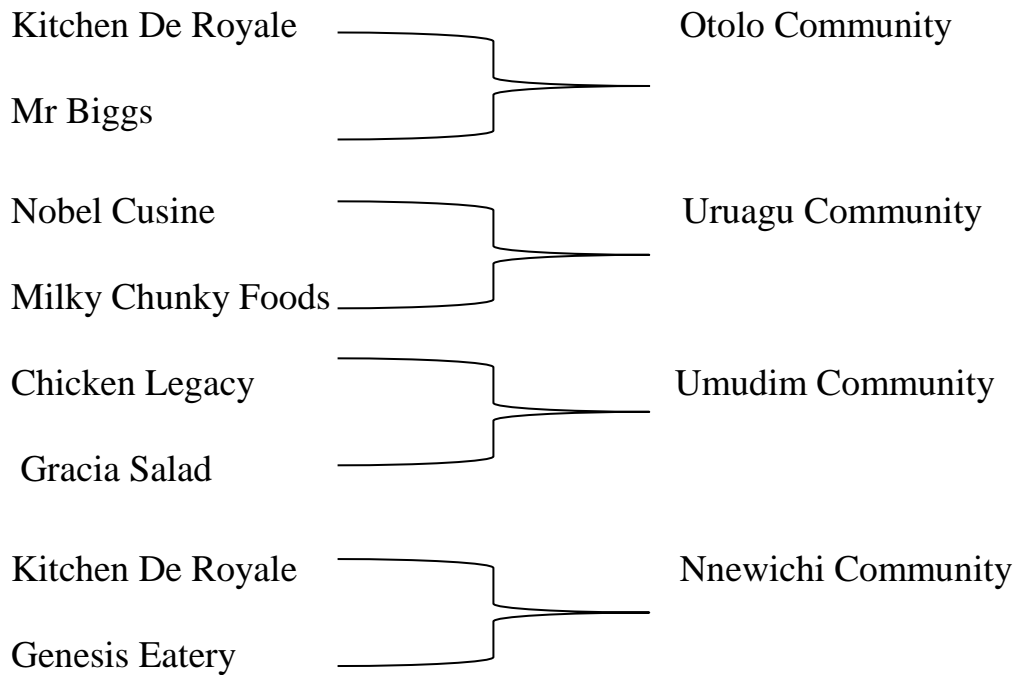 Kitchen De Royale Otolo Community
Mr Biggs
Nobel Cusine Uruagu Community
Milky Chunky Foods
Chicken Legacy Umudim Community
Gracia Salad
Kitchen De Royale Nnewichi Community
Genesis Eatery